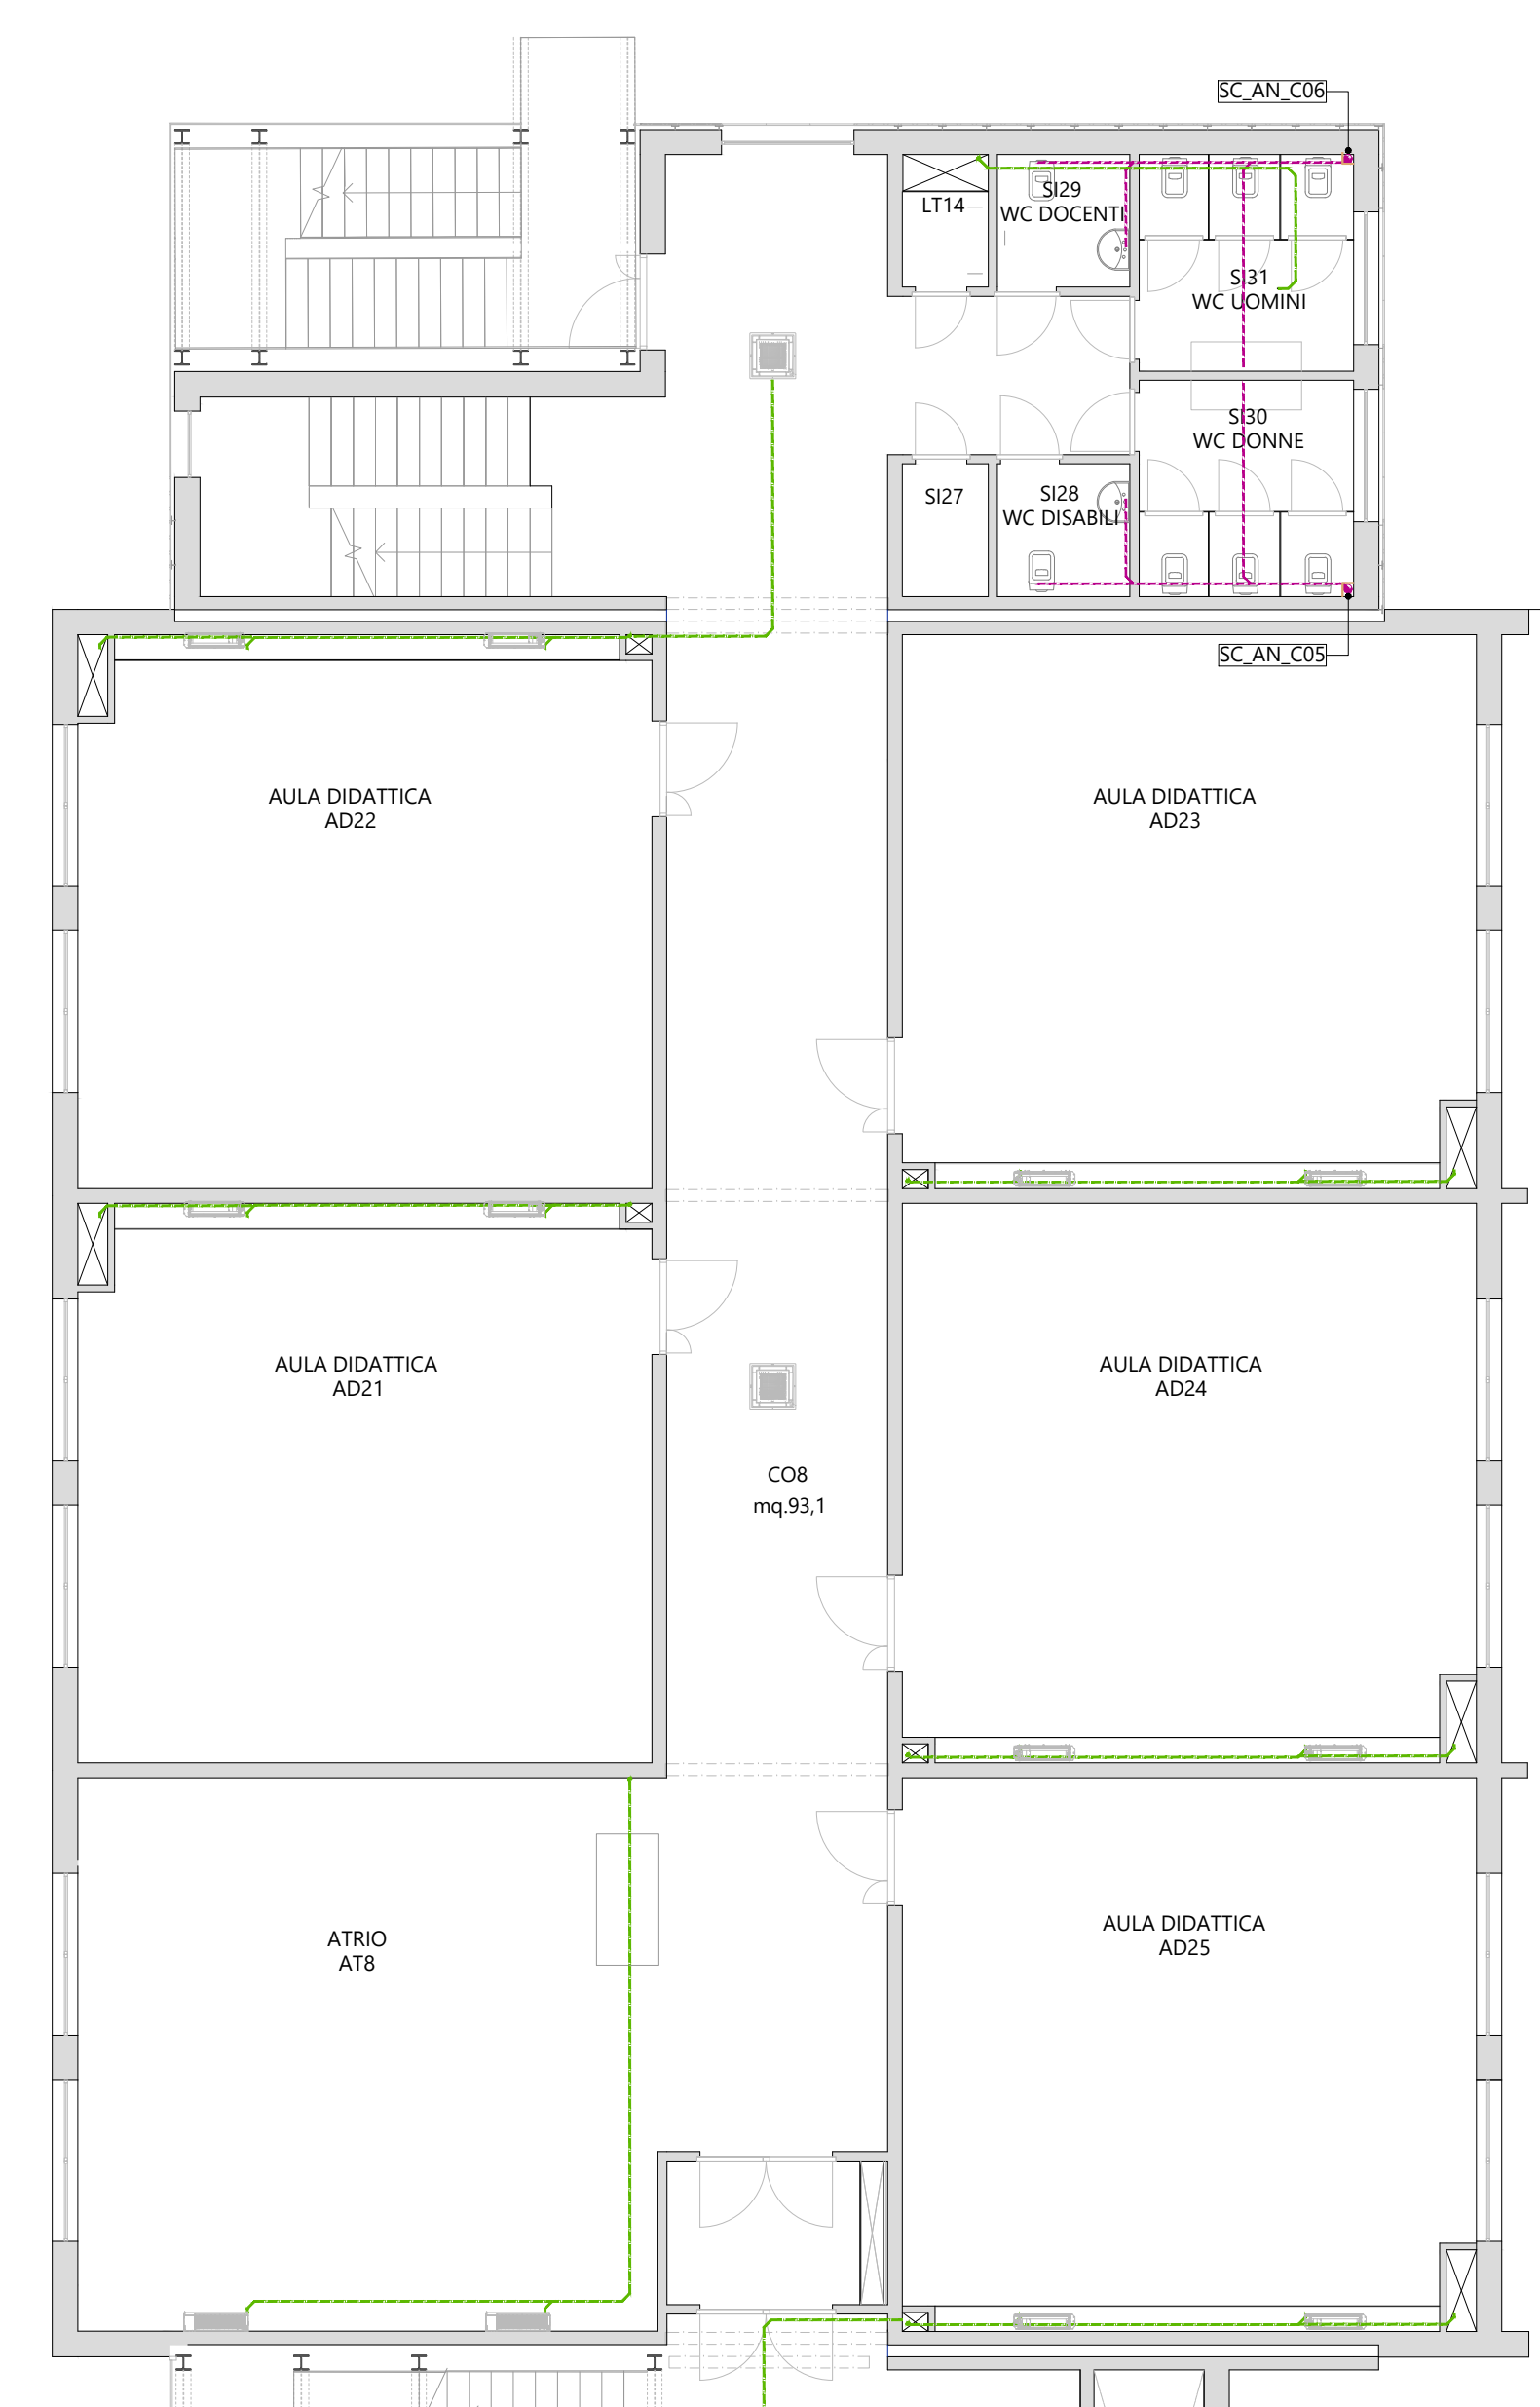 SC_AN_C06
LT14
SI29
WC DOCENTI
SI31
WC UOMINI
SI30
WC DONNE
SI27
SI28
WC DISABILI
SC_AN_C05
AULA DIDATTICA
AD22
AULA DIDATTICA
AD23
AULA DIDATTICA
AD21
AULA DIDATTICA
AD24
CO8
mq.93,1
ATRIO
AT8
AULA DIDATTICA
AD25